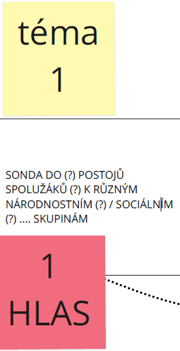 téma
1
SONDA DO (?) POSTOJŮ
SPOLUŽÁKŮ (?) K RŮZNÝM
NÁRODNOSTNÍM (?) / SOCIÁLNÍM
(?) .... SKUPINÁM
1
HLAS